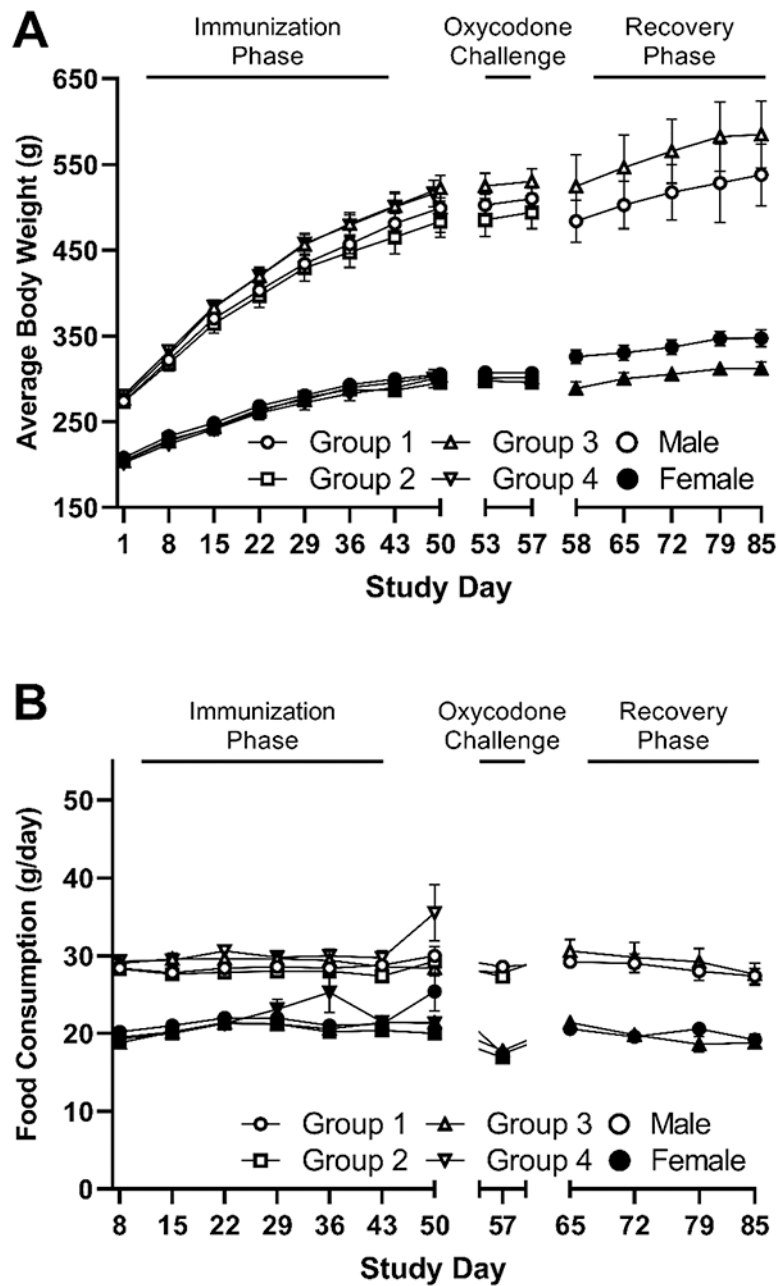 A
Immunization
Phase
Oxycodone
Challenge
Recovery
Phase
650
550
450
350
250
150
Average Body Weight (g)
Group 1
Group 3
Male
Group 2
Group 4
Female
1 8 15 22 29 36 43 50 53 57 58 65 72 79 85
Study Day
B
Immunization
Phase
Oxycodone
Challenge
Recovery
Phase
50
40
30
20
10
0
Food Consumption (g/day)
Group 1
Group 3
Male
Group 2
Group 4
Female
8 15 22 29 36 43 50 57 65 72 79 85
Study Day